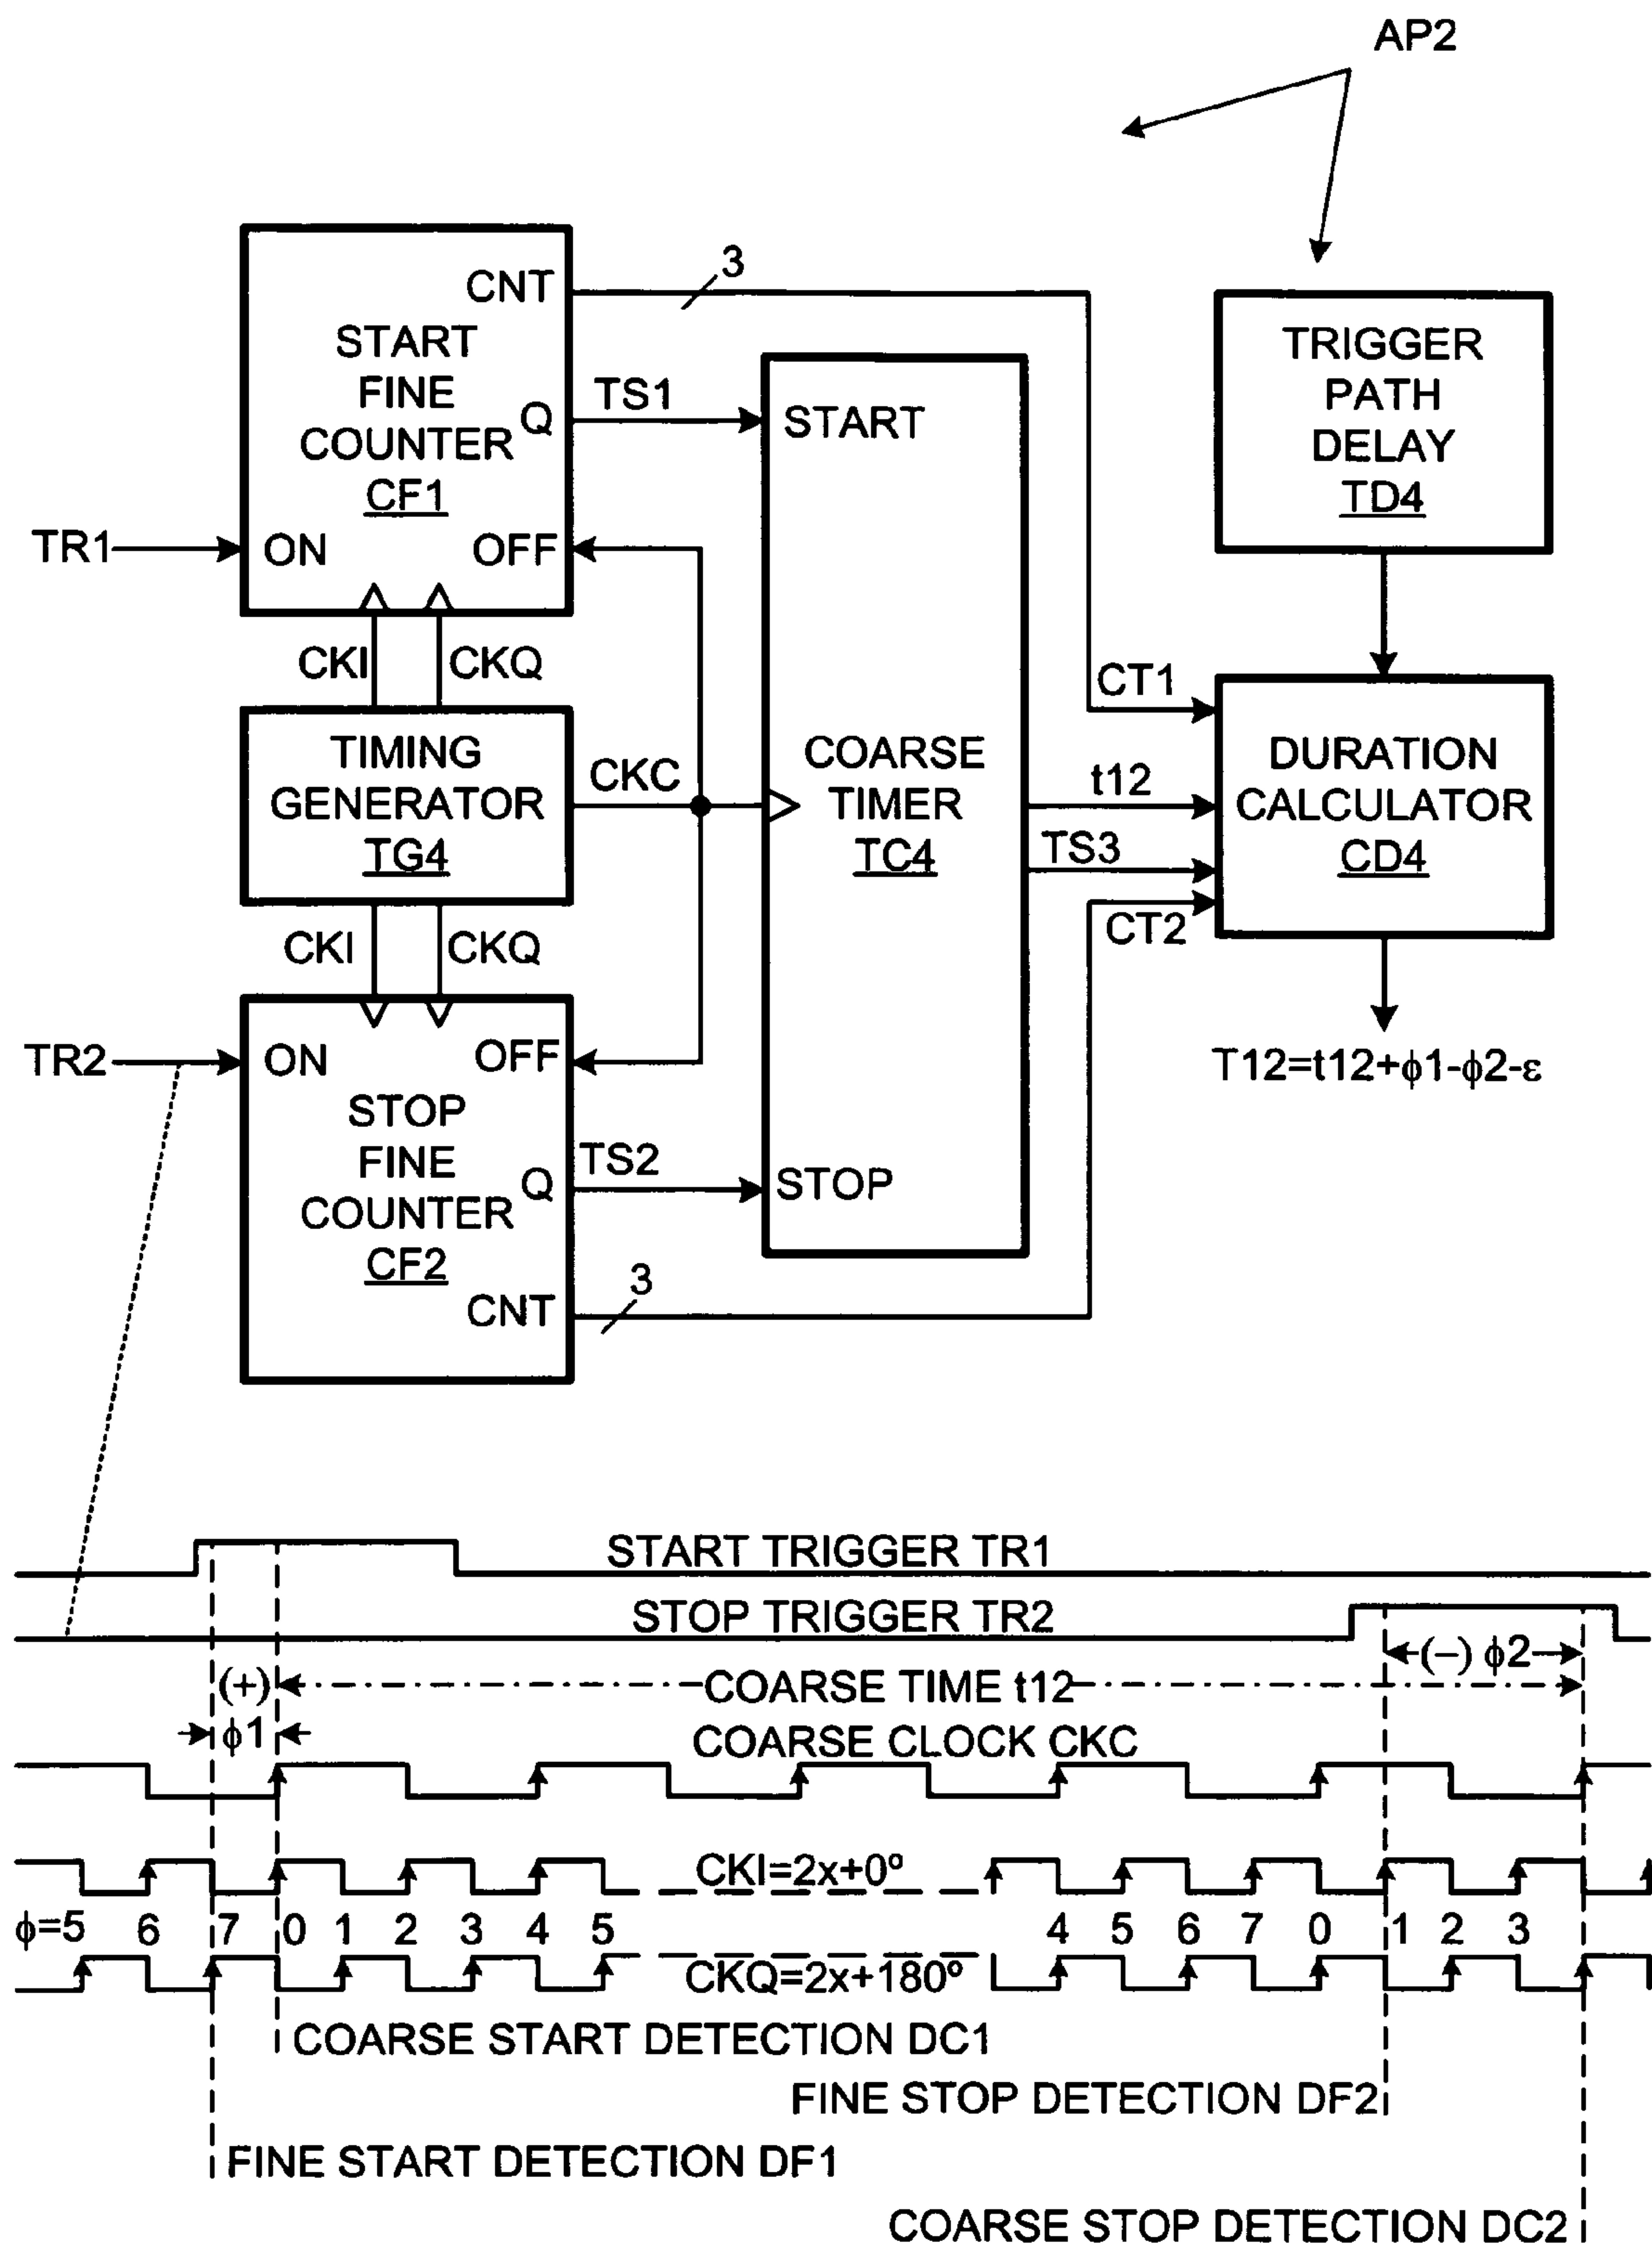 AP2
CNT
3
START
FINE
COUNTER
CF1
Q
TS1
START
TR1
ON
OFF
TRIGGER
PATH
DELAY
TD4
CKI
CKQ
CT1
TIMING
GENERATOR
TG4
CKC
COARSE
TIMER
TC4
t12
TS3
DURATION
CALCULATOR
CD4
CT2
CKI
CKQ
TR2
ON
OFF
STOP
FINE
COUNTER
CF2
Q
TS2
STOP
CNT
3
T12=t12+ϕ1-ϕ2-ε
START TRIGGER TR1
STOP TRIGGER TR2
(–) ϕ2
(+)
COARSE TIME t12
ϕ1
COARSE CLOCK CKC
CKI=2x+0º
ϕ=5 6 7 0 1 2 3 4 5 4 5 6 7 0 1 2 3
CKQ=2x+180º
COARSE START DETECTION DC1
FINE STOP DETECTION DF2
FINE START DETECTION DF1
COARSE STOP DETECTION DC2